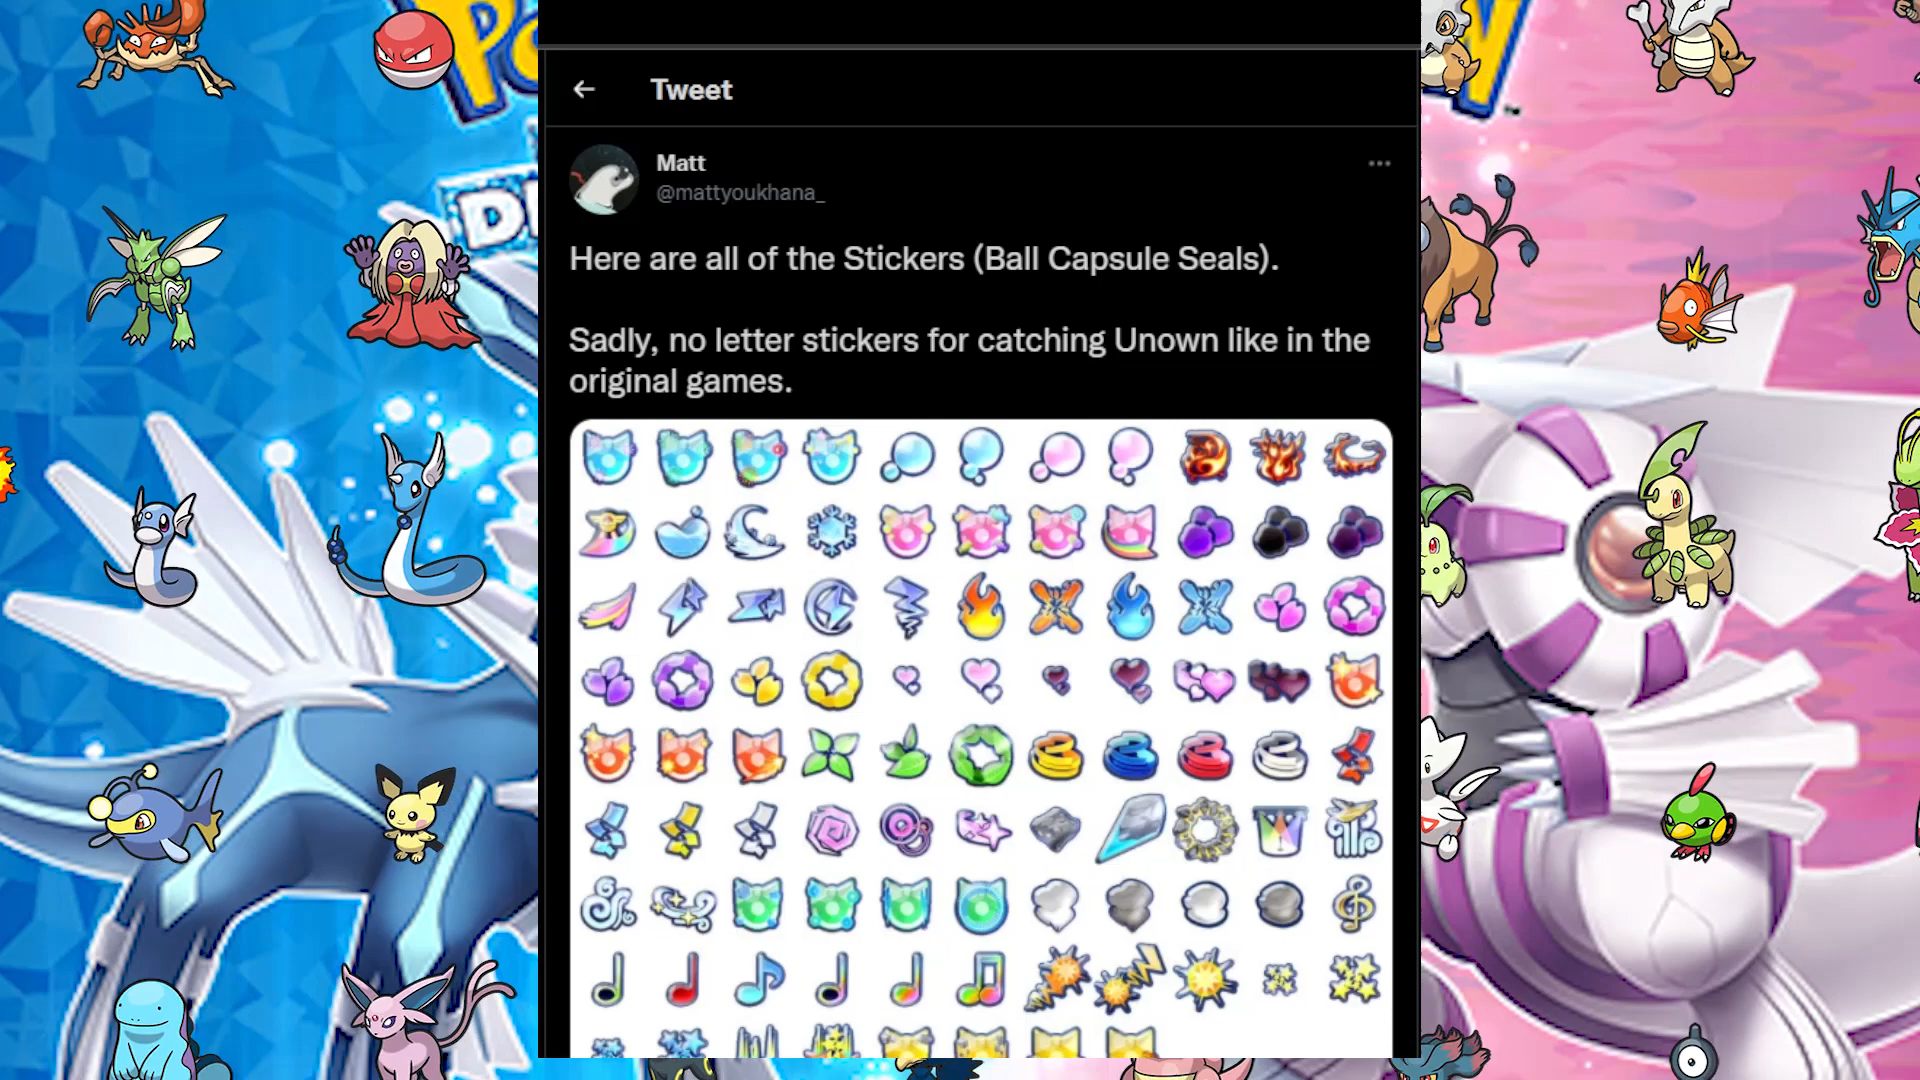 Tweet
Matt
@mattyoukhana_
Here are all of the Stickers (Ball Capsule Seals).
Sadly, no letter stickers for catching Unown like in the
original games.